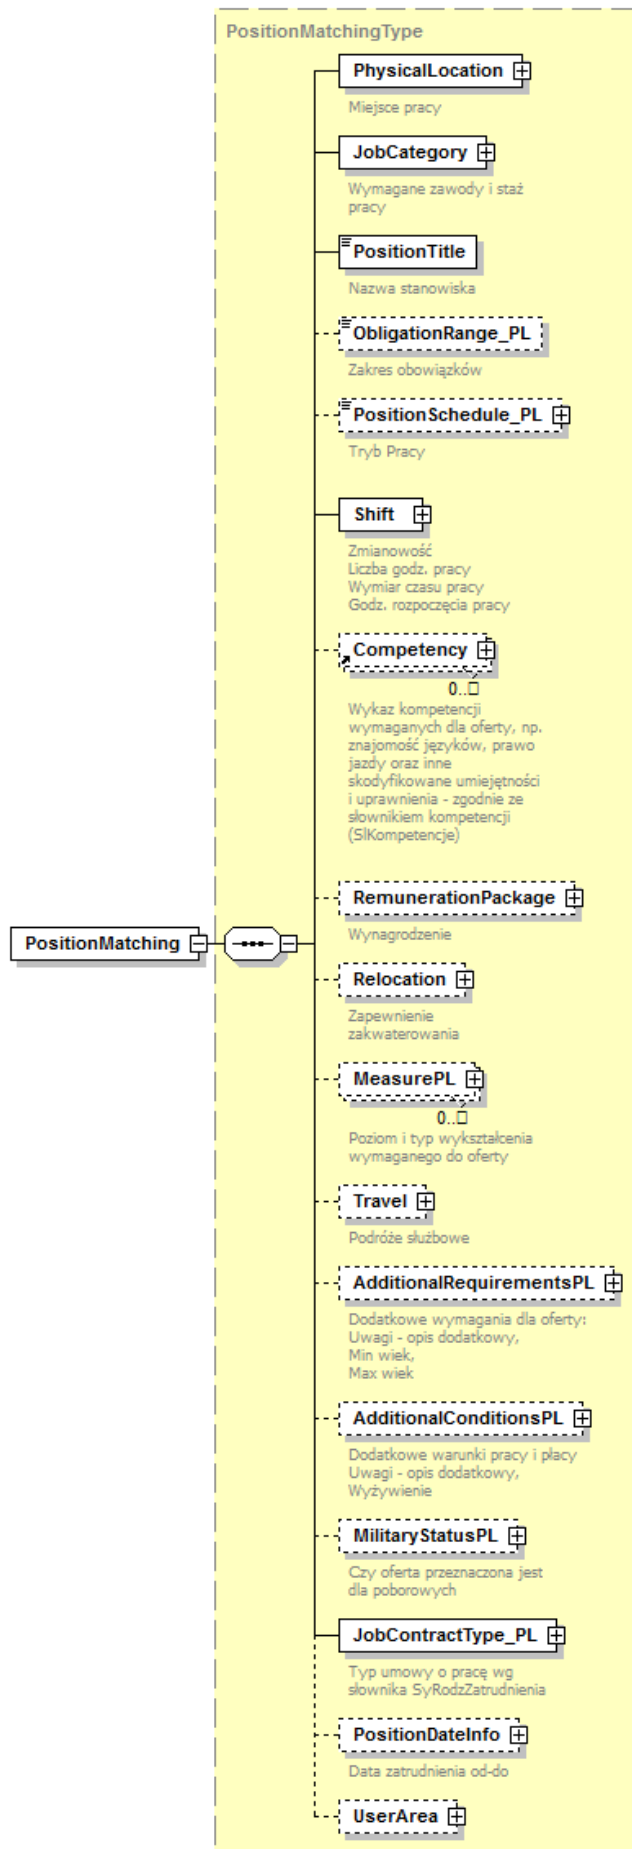 PositionMatchingType
PhysicalLocation
Miejsce pracy
JobCategory
Wymagane zawody i staż
pracy
PositionTitle
Nazwa stanowiska
ObligationRange_PL
Zakres obowiązków
PositionSchedule_PL
Tryb Pracy
Shift
Zmianowość
Liczba godz. pracy
Wymiar czasu pracy
Godz. rozpoczęcia pracy
Competency
0..□
Wykaz kompetencji
wymaganych dla oferty, np.
znajomość języków, prawo
jazdy oraz inne
skodyfikowane umiejętności
i uprawnienia - zgodnie ze
słownikiem kompetencji
(SlKompetencje)
RemunerationPackage
Wynagrodzenie
PositionMatching
Relocation
Zapewnienie
zakwaterowania
MeasurePL
0..□
Poziom i typ wykształcenia
wymaganego do oferty
Travel
Podróże służbowe
AdditionalRequirementsPL
Dodatkowe wymagania dla oferty:
Uwagi - opis dodatkowy,
Min wiek,
Max wiek
AdditionalConditionsPL
Dodatkowe warunki pracy i płacy
Uwagi - opis dodatkowy,
Wyżywienie
MilitaryStatusPL
Czy oferta przeznaczona jest
dla poborowych
JobContractType_PL
Typ umowy o pracę wg
słownika SyRodzZatrudnienia
PositionDateInfo
Data zatrudnienia od-do
UserArea